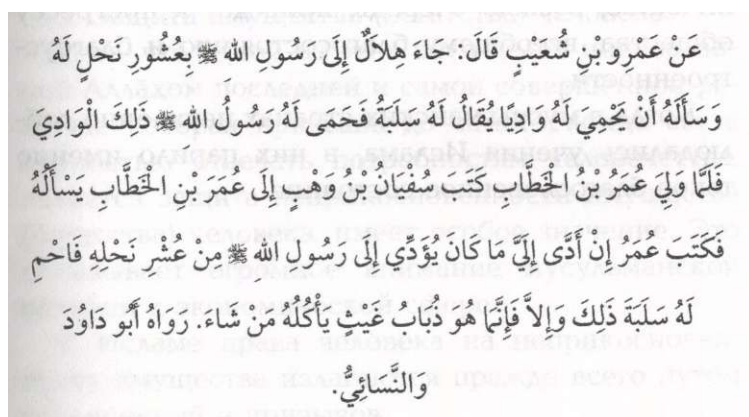 عَنْ عَمْرِو بْنِ شُعَيْبٍ قَالَ: جَاءَ هِلاَلٌ إِلَى رَسُولِ اللهِ ﷺ بِعُشُورِ نَحْلٍ لَهُ
وَسَأَلَهُ أَنْ يَحْمِيَ لَهُ وَادِيًا يُقَالُ لَهُ سَلَبَةُ فَحَمَى لَهُ رَسُولُ اللهِ ﷺ ذَلِكَ الْوَادِي
فَلَمَّا وَلِيَ عُمَرُ بْنُ الْخَطَّابِ كَتَبَ سُفْيَانُ بْنُ وَهْبٍ إِلَى عُمَرَ بْنِ الْخَطَّابِ يَسْأَلُهُ
فَكَتَبَ عُمَرُ إِنْ أَدَّى إِلَيَّ مَا كَانَ يُؤَدِّي إِلَى رَسُولِ اللهِ ﷺ مِنْ عُشْرِ نَحْلِهِ فَاحْمِ
لَهُ سَلَبَةَ ذَلِكَ وَإِلاَّ فَإِنَّمَا هُوَ ذُبَابُ غَيْثٍ يَأْكُلُهُ مَنْ شَاءَ. رَوَاهُ أَبُو دَاوُدَ
وَالنَّسَائِيُّ.